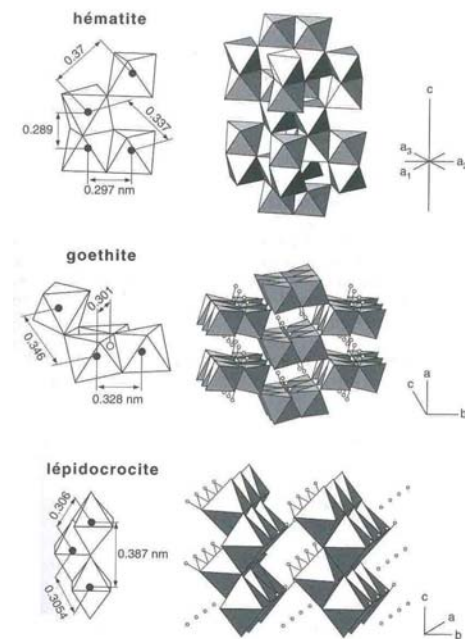 hématite
0.37
0.337
0.289
0.297 nm
c
a3
a1
a2
goethite
0.301
0.346
0.328 nm
a
c
b
lépidocrocite
0.306
0.387 nm
0.3054
c
a
b